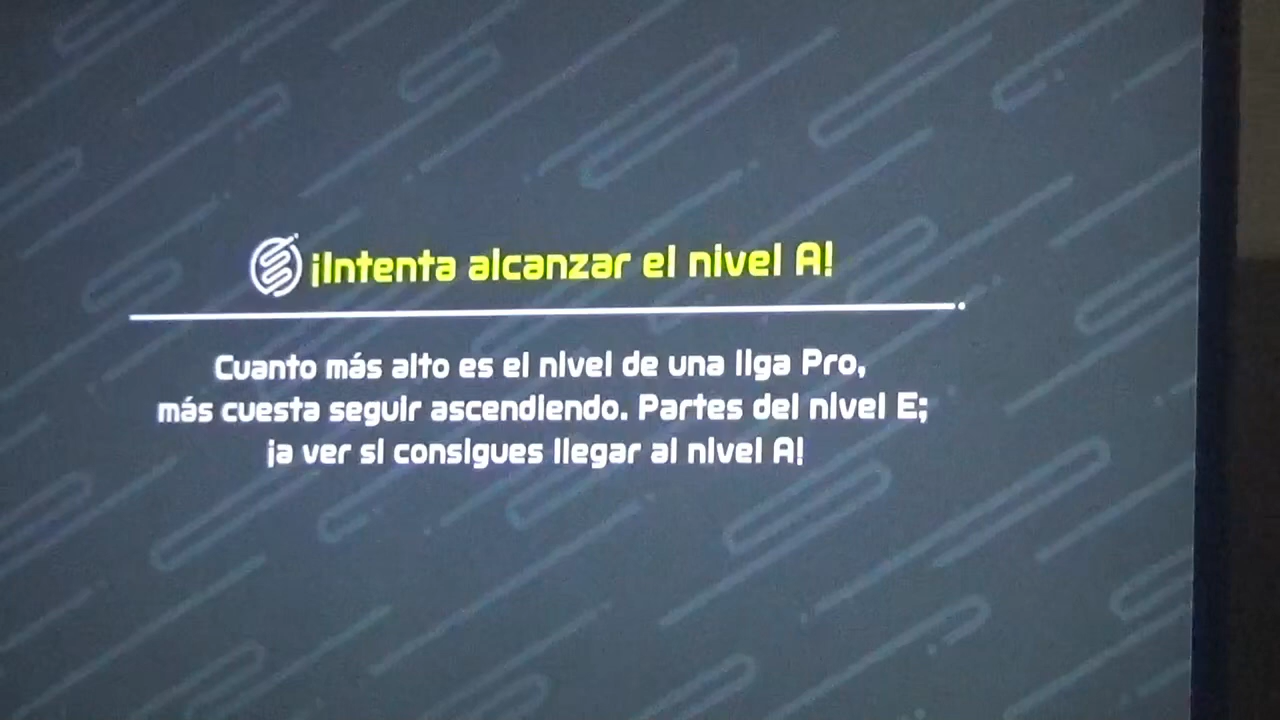 ¡Intenta alcanzar el nivel A!
Cuanto más alto es el nivel de una liga Pro,
más cuesta seguir ascendiendo. Partes del nivel E;
¡a ver si consigues llegar al nivel A!